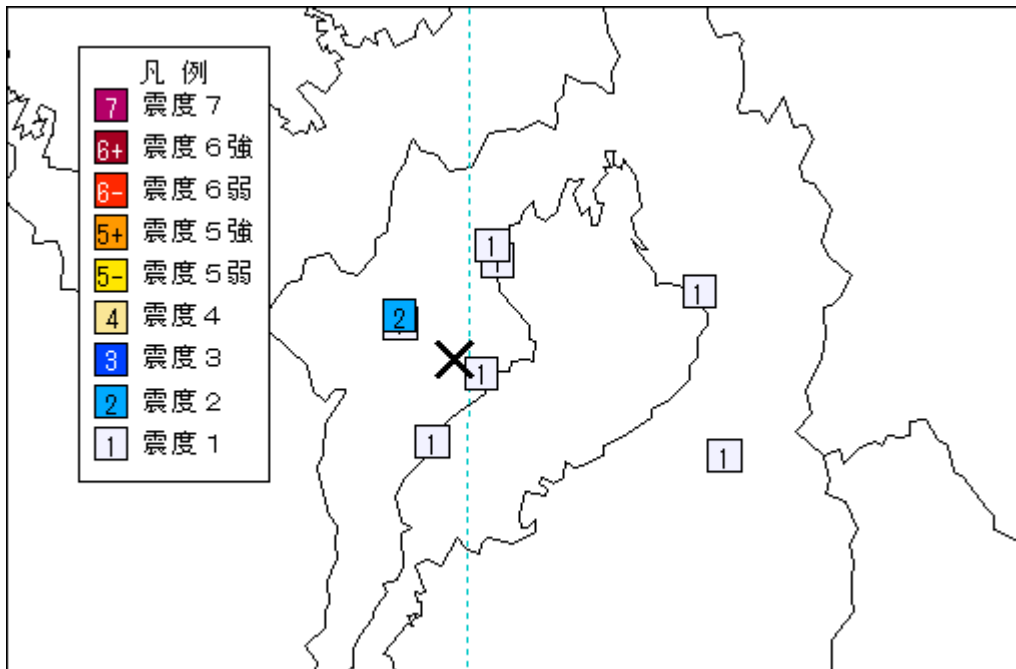 凡 例
7 震度７
6+ 震度６強
6- 震度６弱
5+ 震度５強
5- 震度５弱
4 震度４
3 震度３
2 震度２
1 震度１
1
1
1
2
1
1
1